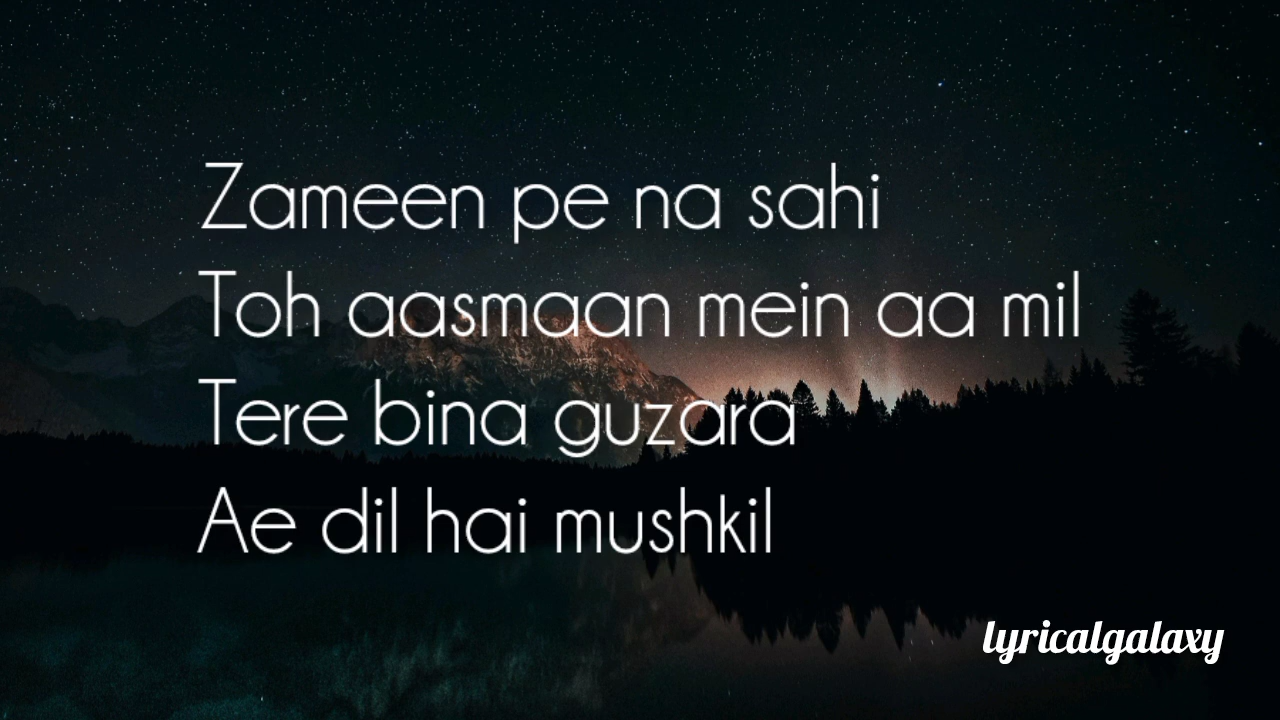 Zameen pe na sahi
Toh aasmaan mein aa mil
Tere bina guzara
Ae dil hai mushkil
lyricalgalaxy